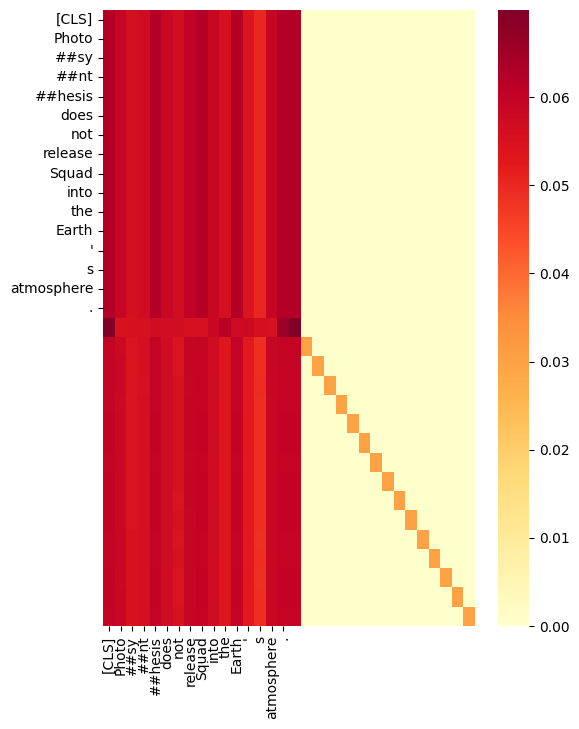 [CLS]
Photo
##sy
##nt
##hesis
does
not
release
Squad
into
the
Earth
'
s
atmosphere
.
0.06
0.05
0.04
0.03
0.02
0.01
0.00
[CLS]
Photo
##sy
##nt
##hesis
does
not
release
Squad
into
the
Earth
'
s
atmosphere
.